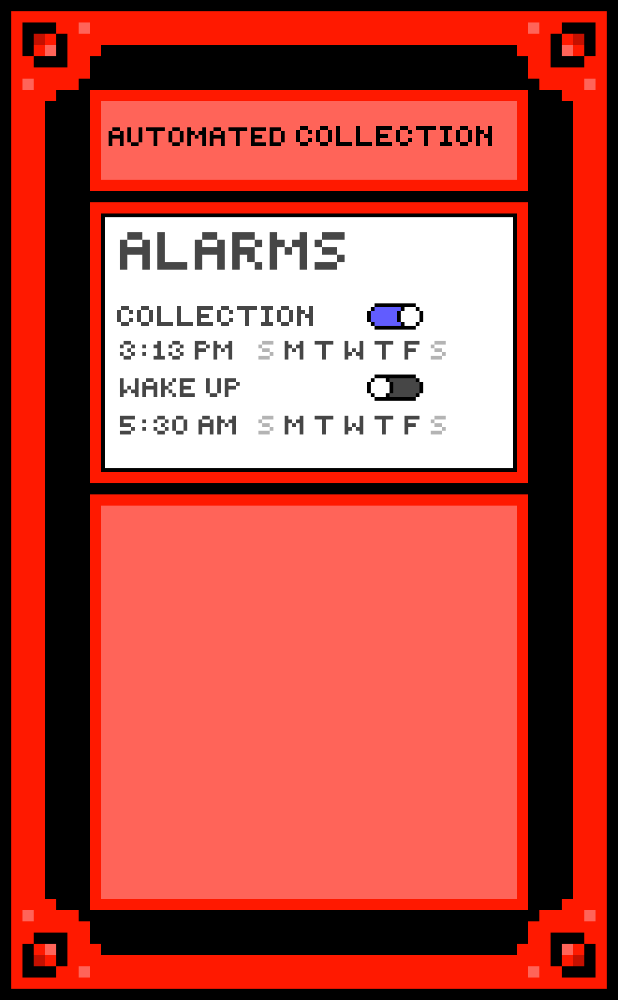 AUTOMATED COLLECTION
ALARMS
COLLECTION
3:13 PM S M T W T F S
WAKE UP
5:30 AM S M T W T F S